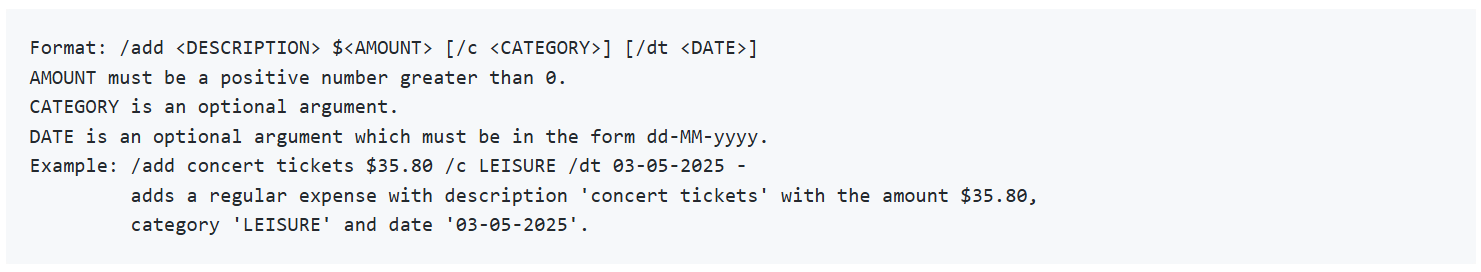 Format: /add <DESCRIPTION> $<AMOUNT> [/c <CATEGORY>] [/dt <DATE>]
AMOUNT must be a positive number greater than 0.
CATEGORY is an optional argument.
DATE is an optional argument which must be in the form dd-MM-yyyy.
Example: /add concert tickets $35.80 /c LEISURE /dt 03-05-2025 -
adds a regular expense with description 'concert tickets' with the amount $35.80,
category 'LEISURE' and date '03-05-2025'.